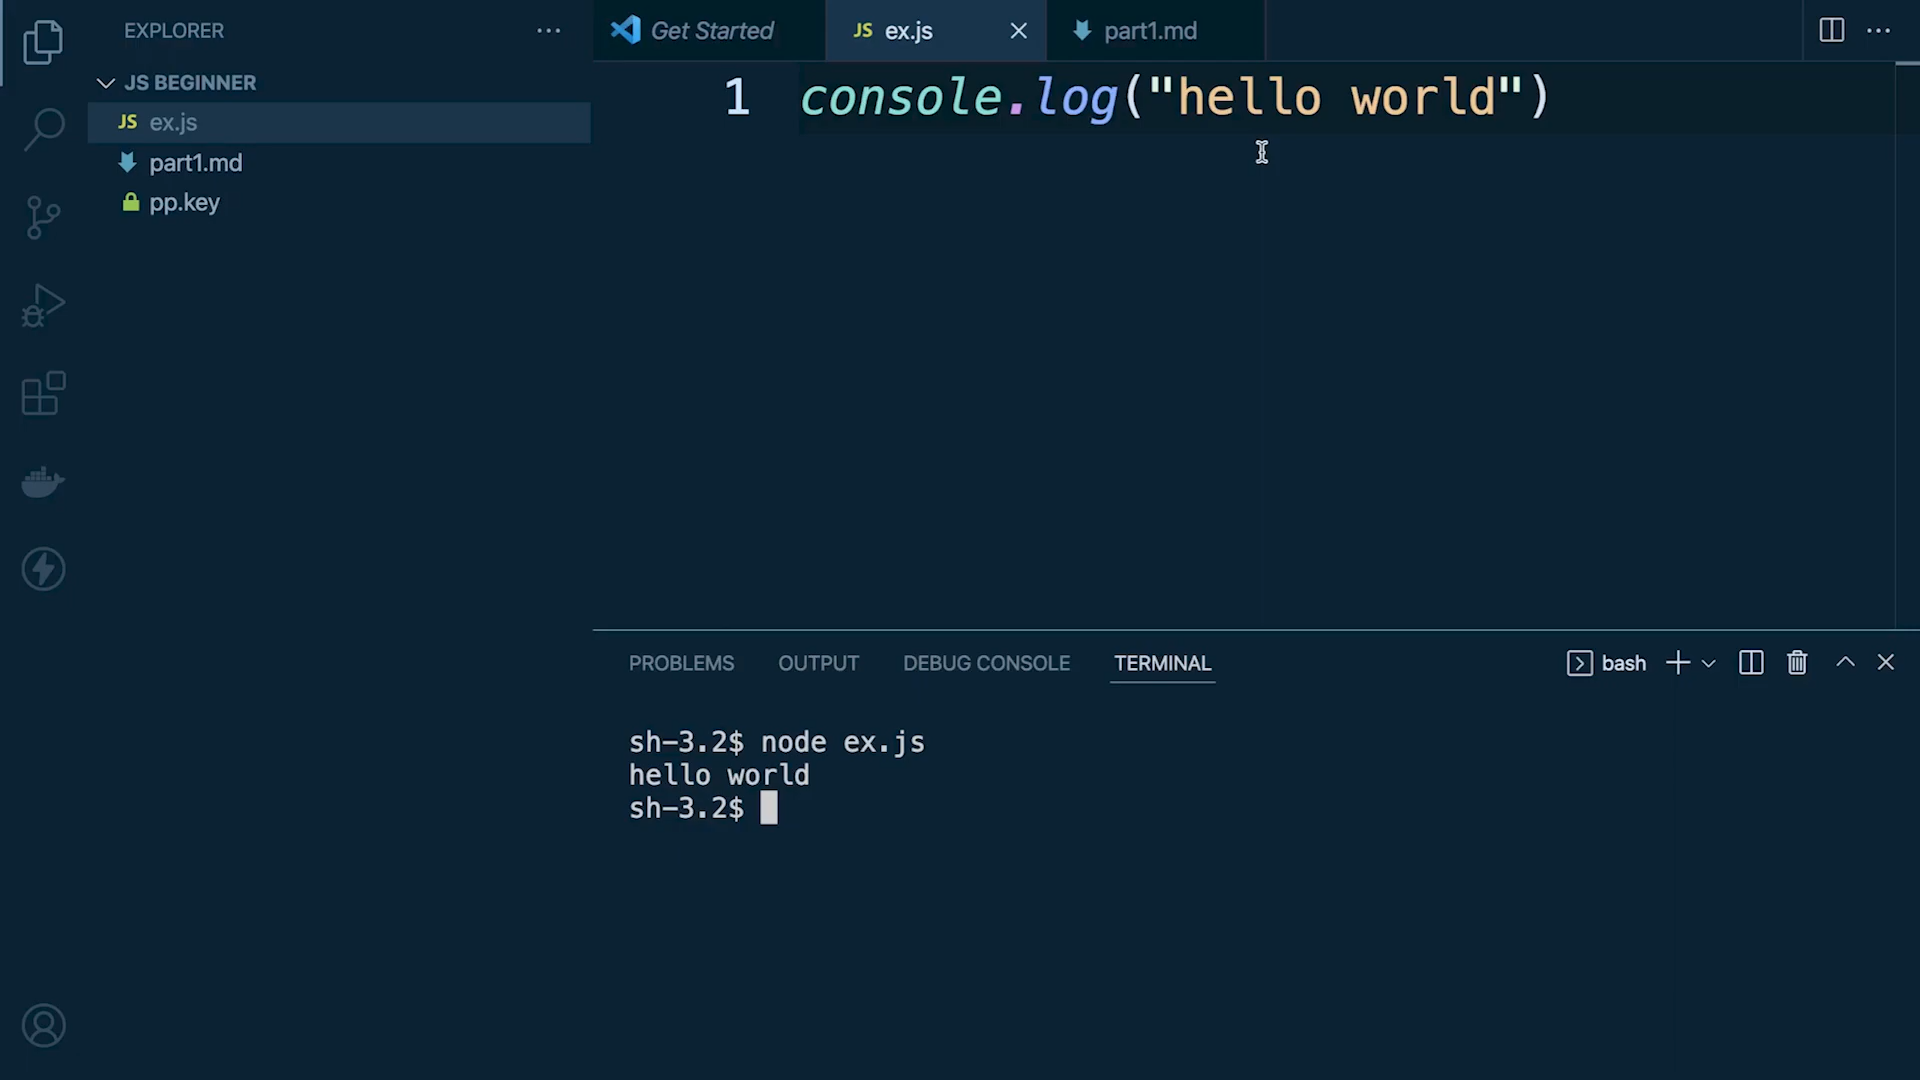 EXPLORER
JS BEGINNER
JS ex.js
part1.md
pp.key
Get Started
JS ex.js
part1.md
1 console.log("hello world")
PROBLEMS OUTPUT DEBUG CONSOLE TERMINAL
bash
sh-3.2$ node ex.js
hello world
sh-3.2$